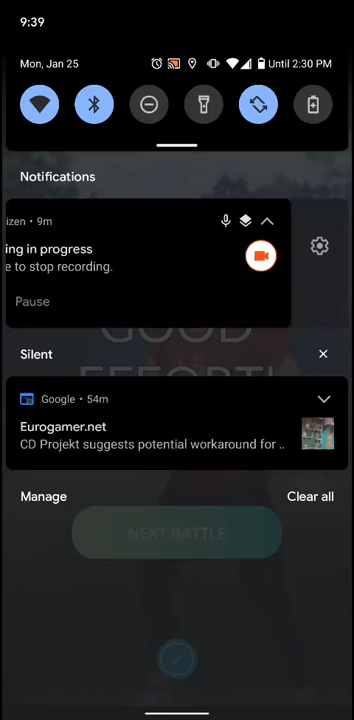 9:39
Mon, Jan 25
Until 2:30 PM
Notifications
izen • 9m
ing in progress
e to stop recording.
Pause
GOOD
EFFORT!
Silent
Google • 54m
Eurogamer.net
CD Projekt suggests potential workaround for ..
Manage
Clear all
NEXT BATTLE